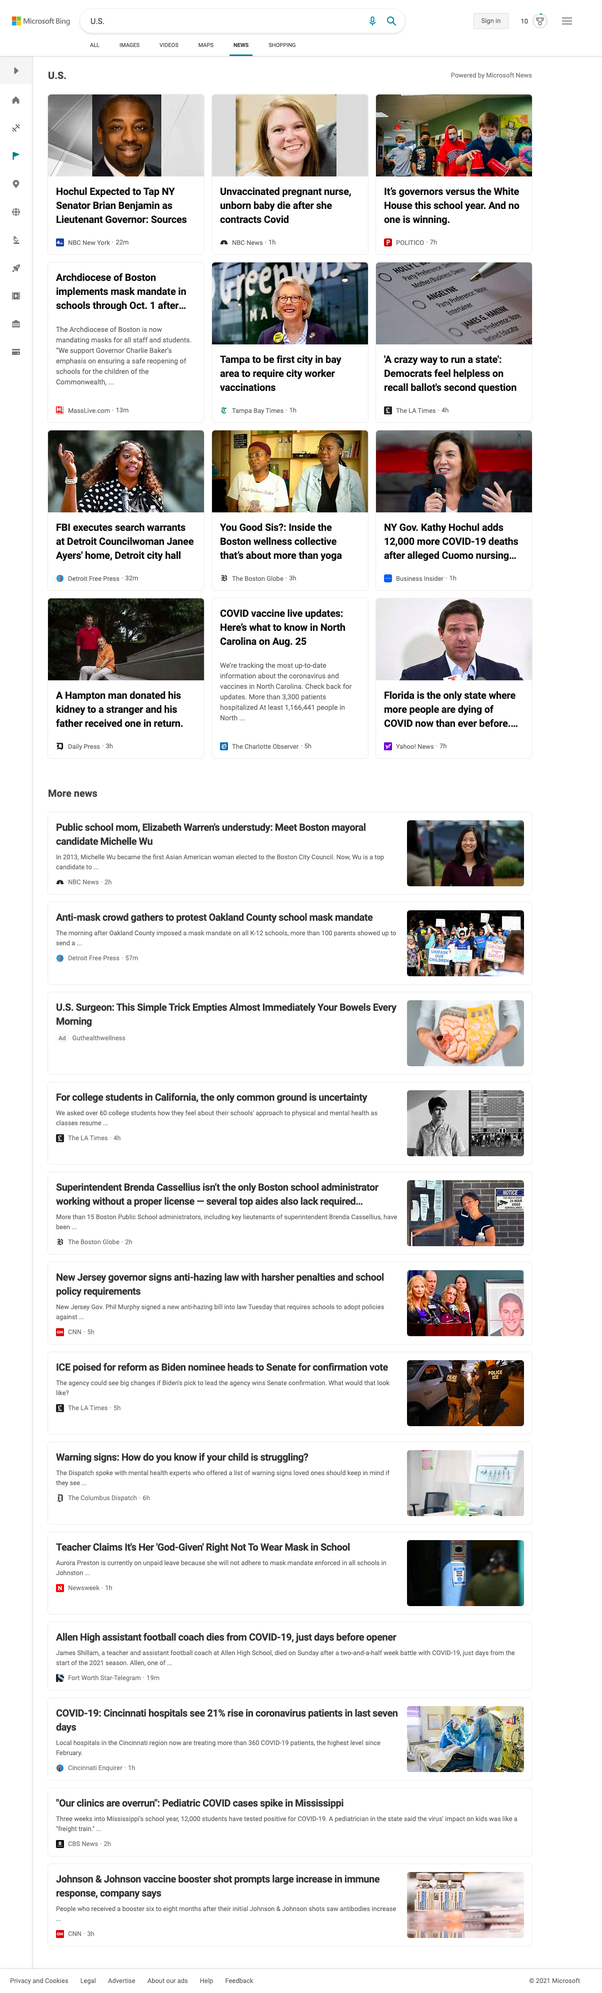 Microsoft Bing
U.S.
Sign in
10
ALL IMAGES VIDEOS MAPS NEWS SHOPPING
U.S.
Powered by Microsoft News
Hochul Expected to Tap NY
Senator Brian Benjamin as
Lieutenant Governor: Sources
NBC New York · 22m
Unvaccinated pregnant nurse,
unborn baby die after she
contracts Covid
NBC News · 1h
It's governors versus the White
House this school year. And no
one is winning.
POLITICO · 7h
Archdiocese of Boston
implements mask mandate in
schools through Oct. 1 after...
The Archdiocese of Boston is now
mandating masks for all staff and students.
"We support Governor Charlie Baker's
emphasis on ensuring a safe reopening of
schools for the children of the
Commonwealth, ...
MassLive.com · 13m
Greenwise
MA
Tampa to be first city in bay
area to require city worker
vaccinations
Tampa Bay Times · 1h
HOLLY L.
Party Preference:
ANGELYNE
Party Preference: None
Entertainer
JAMES G. HANINK
Party Preference: None
Retired Educator
'A crazy way to run a state':
Democrats feel helpless on
recall ballot's second question
The LA Times · 4h
FBI executes search warrants
at Detroit Councilwoman Janee
Ayers' home, Detroit city hall
Detroit Free Press · 32m
You Good Sis?: Inside the
Boston wellness collective
that's about more than yoga
The Boston Globe · 3h
NY Gov. Kathy Hochul adds
12,000 more COVID-19 deaths
after alleged Cuomo nursing...
Business Insider · 1h
A Hampton man donated his
kidney to a stranger and his
father received one in return.
Daily Press · 3h
COVID vaccine live updates:
Here's what to know in North
Carolina on Aug. 25
We're tracking the most up-to-date
information about the coronavirus and
vaccines in North Carolina. Check back for
updates. More than 3,300 patients
hospitalized At least 1,166,441 people in
North ...
The Charlotte Observer · 5h
Florida is the only state where
more people are dying of
COVID now than ever before....
Yahoo! News · 7h
More news
Public school mom, Elizabeth Warren's understudy: Meet Boston mayoral
candidate Michelle Wu
In 2013, Michelle Wu became the first Asian American woman elected to the Boston City Council. Now, Wu is a top
candidate to ...
NBC News · 2h
Anti-mask crowd gathers to protest Oakland County school mask mandate
The morning after Oakland County imposed a mask mandate on all K-12 schools, more than 100 parents showed up to
send a ...
Detroit Free Press · 57m
UNMASK
OUR
CHILDREN
U.S. Surgeon: This Simple Trick Empties Almost Immediately Your Bowels Every
Morning
Ad Guthealthwellness
For college students in California, the only common ground is uncertainty
We asked over 60 college students how they feel about their schools' approach to physical and mental health as
classes resume ...
The LA Times · 4h
Superintendent Brenda Cassellius isn't the only Boston school administrator
working without a proper license — several top aides also lack required...
More than 15 Boston Public School administrators, including key lieutenants of superintendent Brenda Cassellius, have
been ...
The Boston Globe · 2h
NOTICE
New Jersey governor signs anti-hazing law with harsher penalties and school
policy requirements
New Jersey Gov. Phil Murphy signed a new anti-hazing bill into law Tuesday that requires schools to adopt policies
against ...
CNN · 5h
ICE poised for reform as Biden nominee heads to Senate for confirmation vote
The agency could see big changes if Biden's pick to lead the agency wins Senate confirmation. What would that look
like?
The LA Times · 5h
POLICE
ICE
Warning signs: How do you know if your child is struggling?
The Dispatch spoke with mental health experts who offered a list of warning signs loved ones should keep in mind if
they see ...
The Columbus Dispatch · 6h
Teacher Claims It's Her 'God-Given' Right Not To Wear Mask in School
Aurora Preston is currently on unpaid leave because she will not adhere to mask mandate enforced in all schools in
Johnston ...
Newsweek · 1h
Allen High assistant football coach dies from COVID-19, just days before opener
James Shillam, a teacher and assistant football coach at Allen High School, died on Sunday after a two-and-a-half week battle with COVID-19, just days from the
start of the 2021 season. Allen, one of ...
Fort Worth Star-Telegram · 19m
COVID-19: Cincinnati hospitals see 21% rise in coronavirus patients in last seven
days
Local hospitals in the Cincinnati region now are treating more than 360 COVID-19 patients, the highest level since
February.
Cincinnati Enquirer · 1h
"Our clinics are overrun": Pediatric COVID cases spike in Mississippi
Three weeks into Mississippi's school year, 12,000 students have tested positive for COVID-19. A pediatrician in the state said the virus' impact on kids was like a
"freight train." ...
CBS News · 2h
Johnson & Johnson vaccine booster shot prompts large increase in immune
response, company says
People who received a booster six to eight months after their initial Johnson & Johnson shots saw antibodies increase
...
CNN · 3h
Privacy and Cookies Legal Advertise About our ads Help Feedback
© 2021 Microsoft